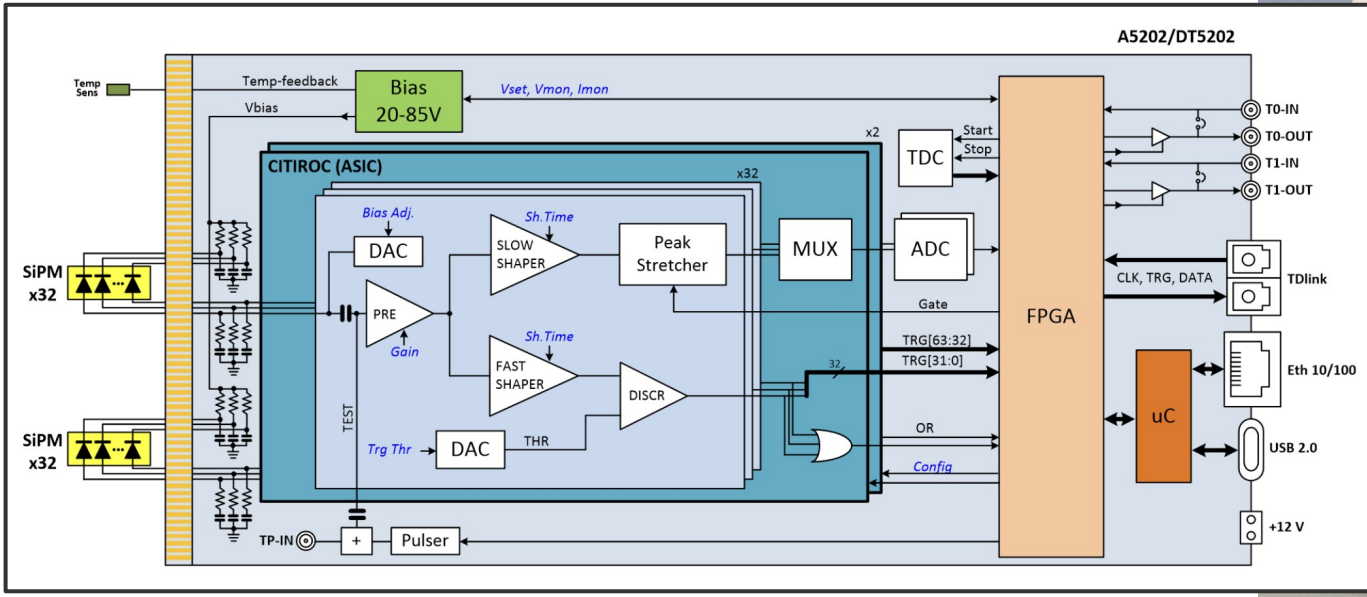 A5202/DT5202
Temp
Sens
Temp-feedback
Vbias
Bias
20-85V
Vset, Vmon, Imon
x2
CITIROC (ASIC)
x32
Bias Adj.
DAC
Sh.Time
SLOW
SHAPER
Peak
Stretcher
MUX
ADC
TDC
Start
Stop
FPGA
T0-IN
T0-OUT
T1-IN
T1-OUT
SiPM
x32
PRE
Gain
Gate
CLK, TRG, DATA
TDlink
TRG[63:32]
TRG[31:0]
32
Sh.Time
FAST
SHAPER
DISCR
TEST
Trg Thr
DAC
THR
OR
Config
uC
Eth 10/100
USB 2.0
+12 V
SiPM
x32
TP-IN
+
Pulser